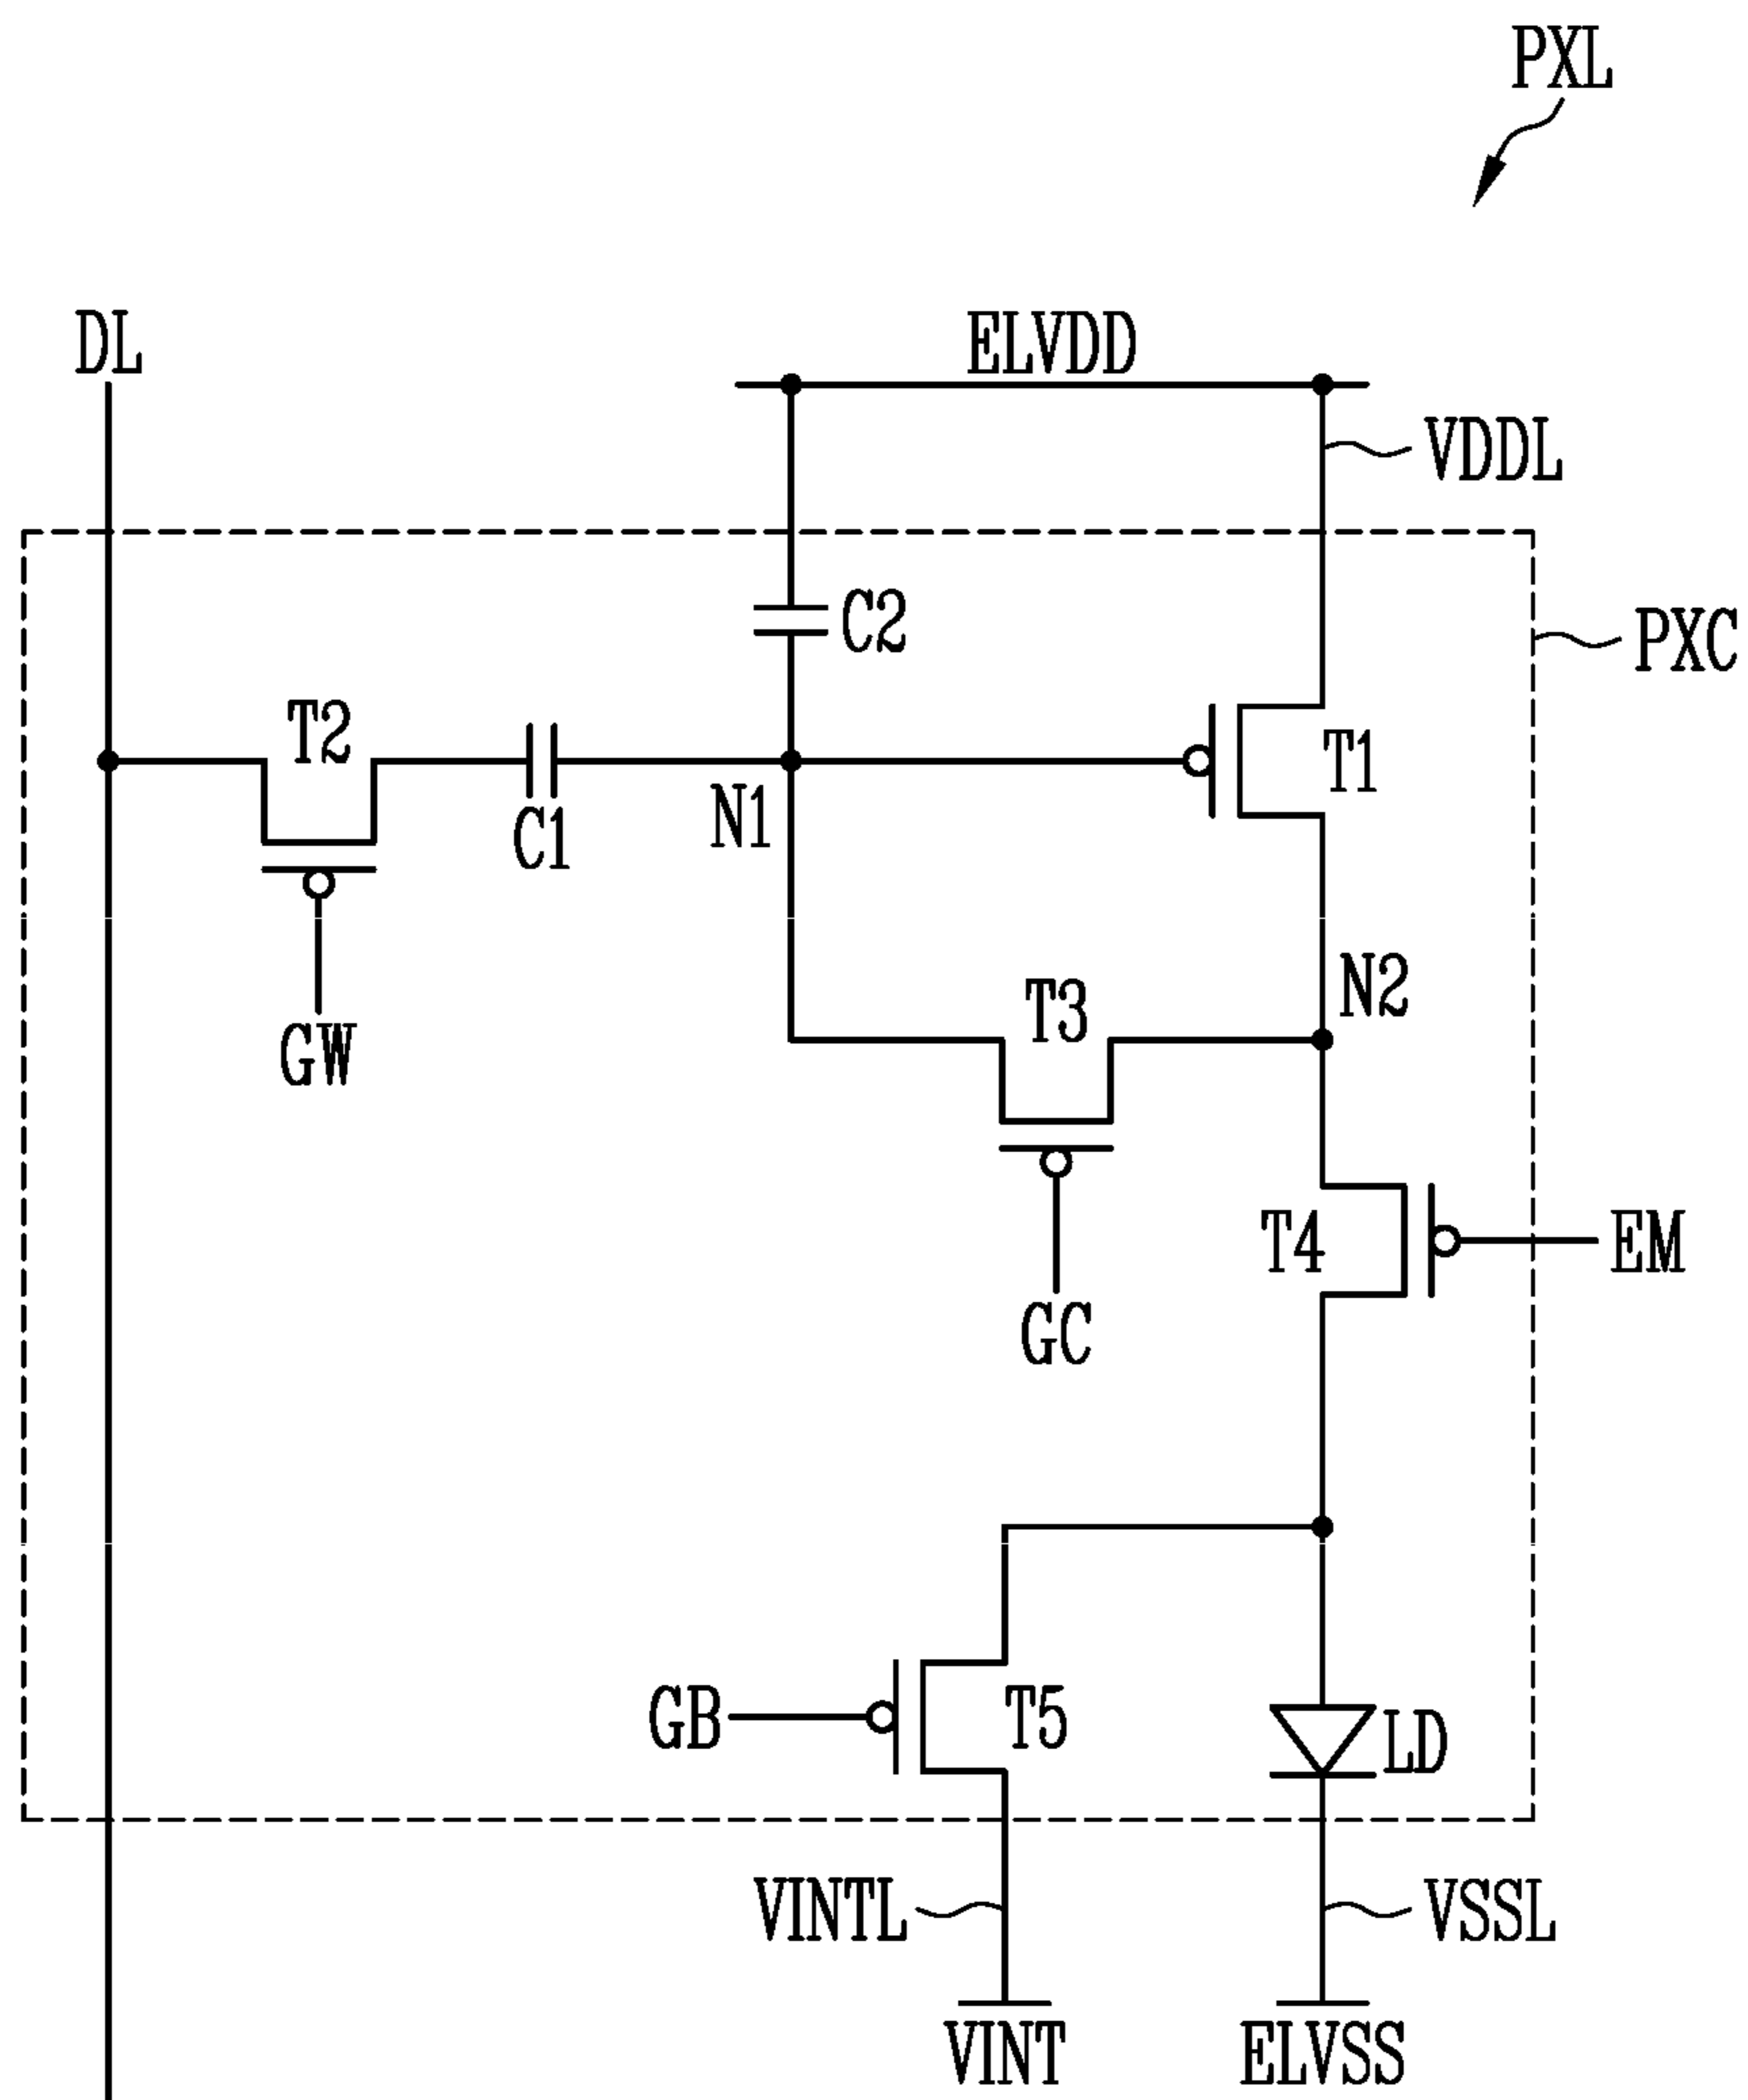 PXL
DL
ELVDD
VDDL
C2
PXC
T2
T1
C1
N1
N2
T3
GW
T4
EM
GC
GB
T5
LD
VINTL
VSSL
VINT
ELVSS